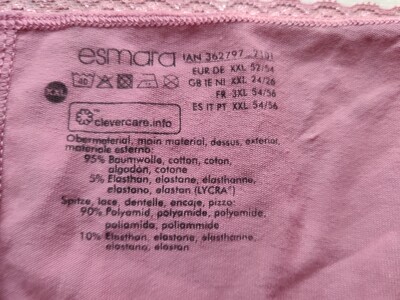 esmara IAN 362797
EUR DE XXL 52/54
GB IE NI XXL 24/26
FR 3XL 54/56
ES IT PT XXL 54/56
XXL
clevercare.info
Obermaterial, main material, dessus, exterior,
materiale esterno:
95% Baumwolle, cotton, coton,
algodón, cotone
5% Elasthan, elastane, élasthanne,
elastano, elastan (LYCRA®)
Spitze, lace, dentelle, encaje, pizzo:
90% Polyamid, polyamide, polyamide,
poliamida, poliammide
10% Elasthan, elastane, élasthanne,
elastano, elastan